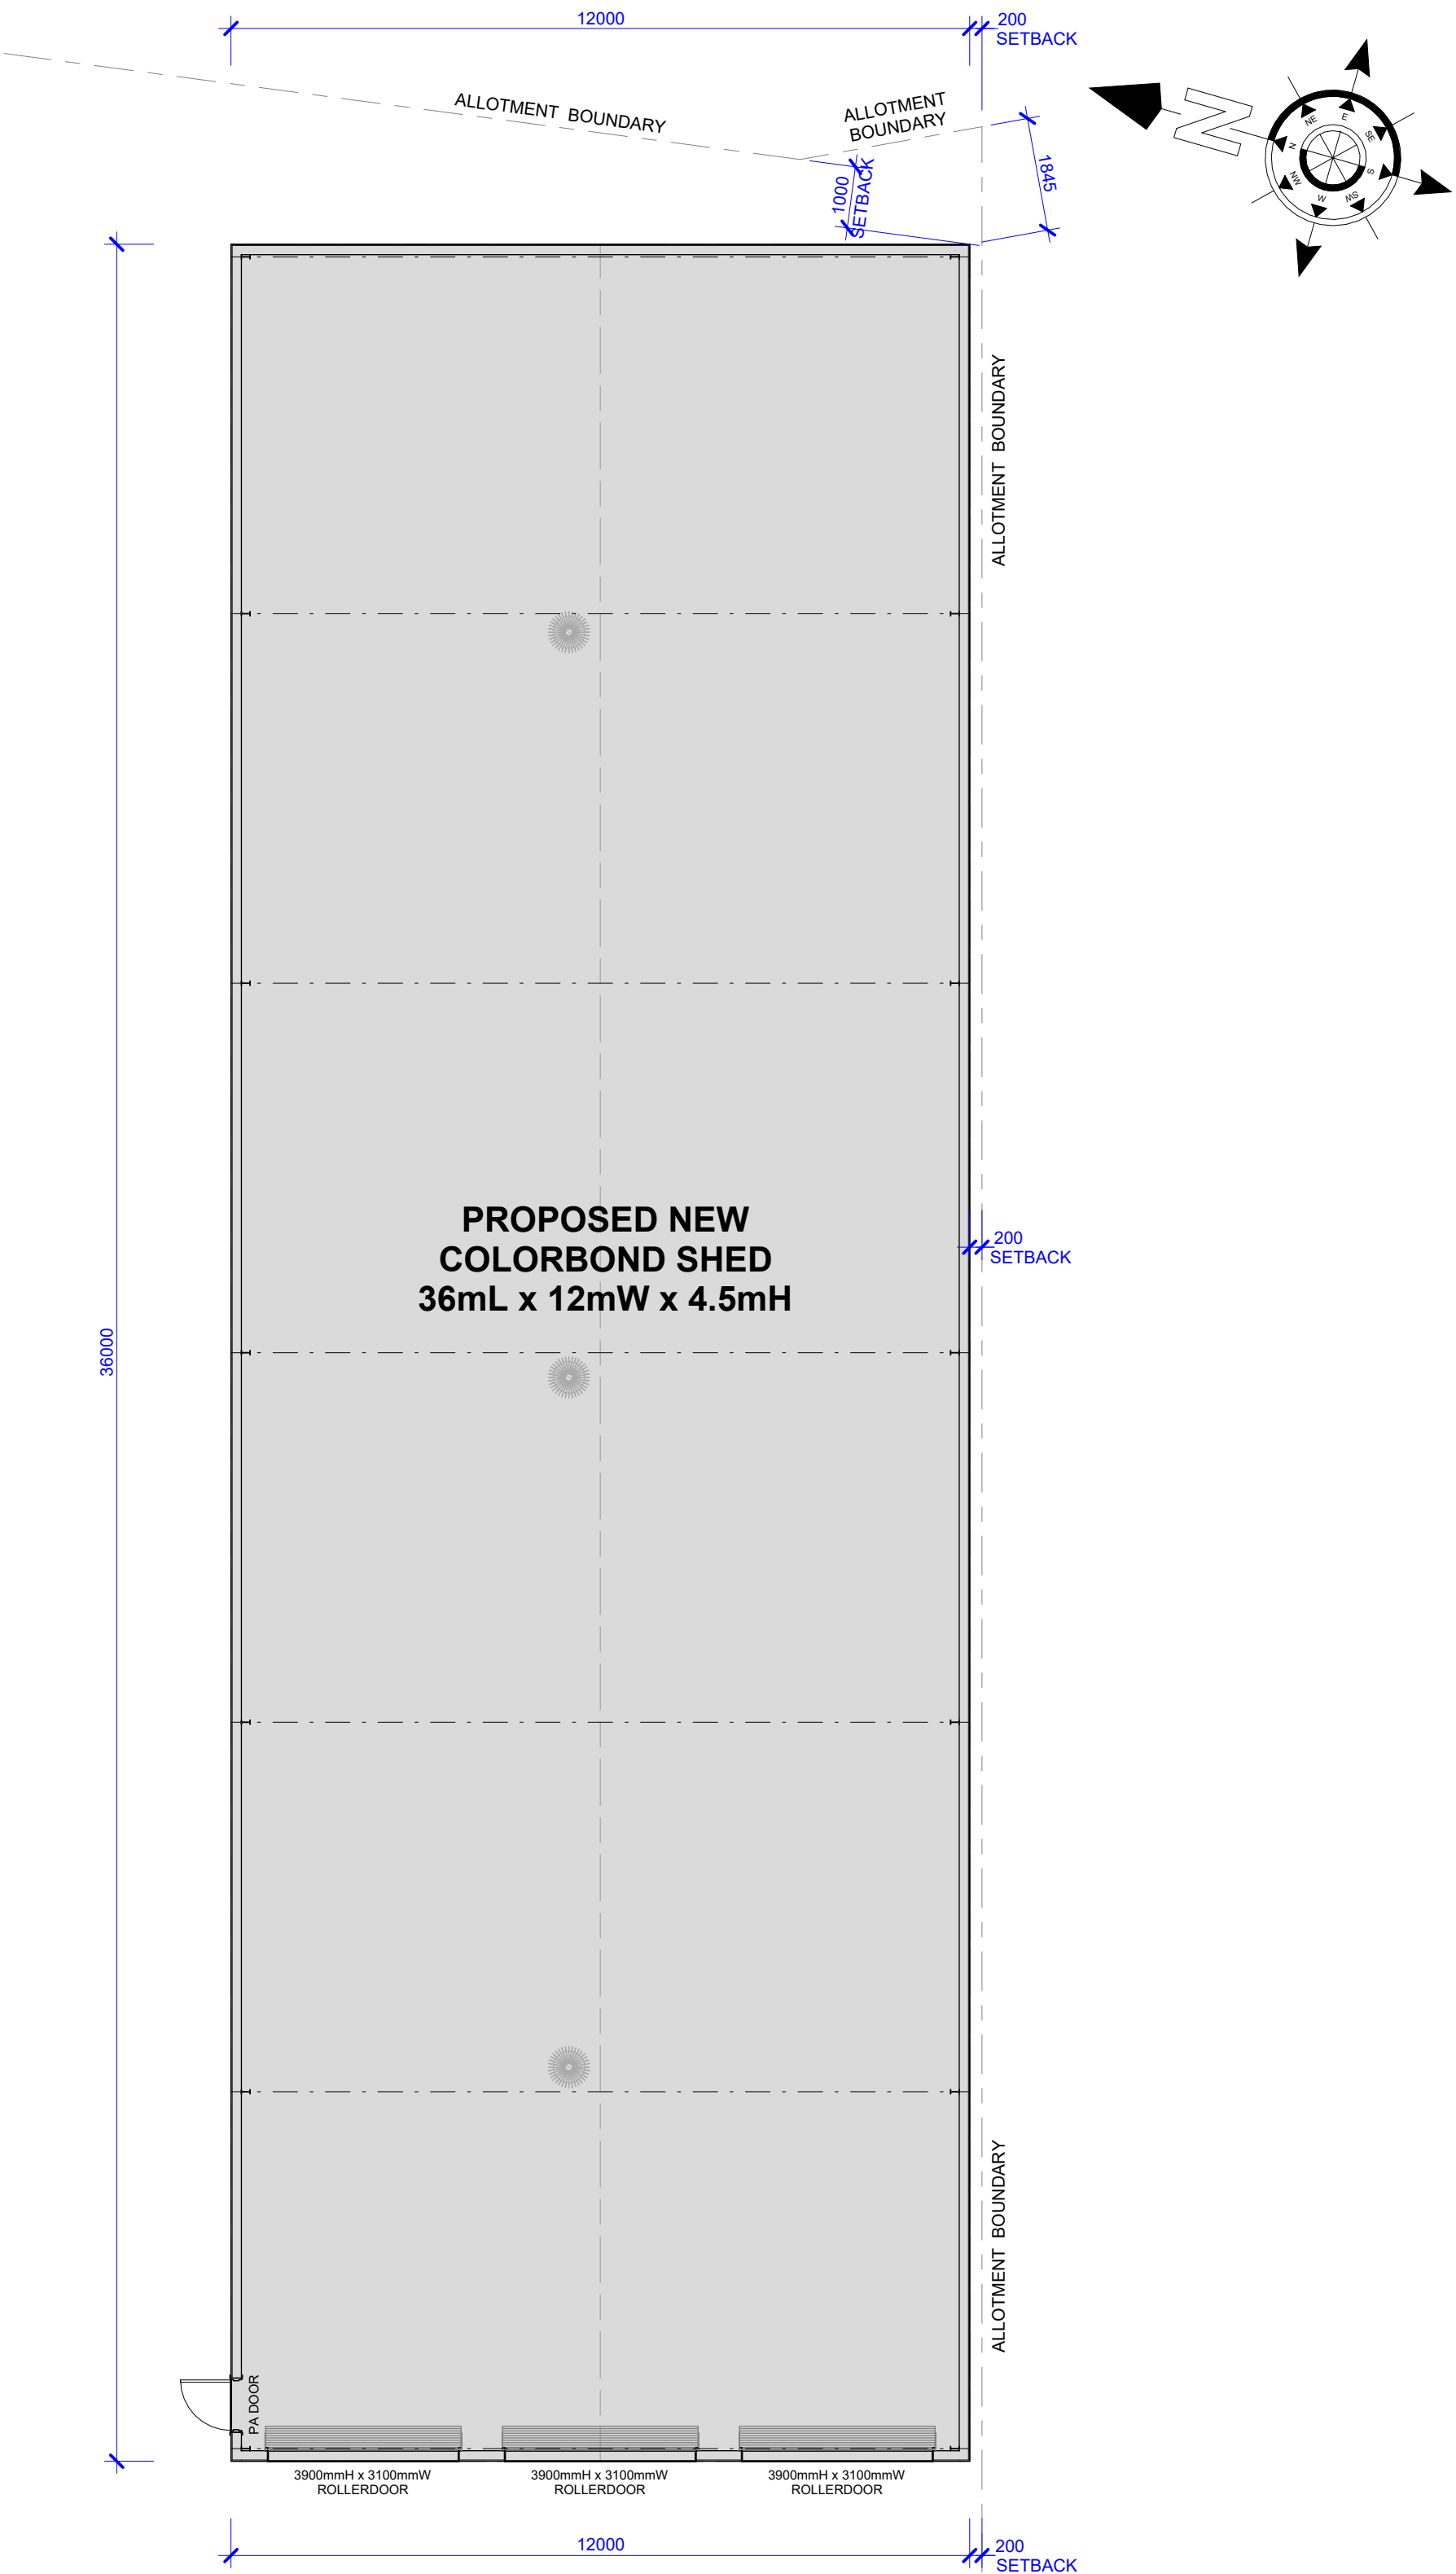 12000
200
SETBACK
ALLOTMENT BOUNDARY
ALLOTMENT
BOUNDARY
1000
SETBACK
1845
N
N
NE
E
SE
S
SW
W
NW
ALLOTMENT BOUNDARY
PROPOSED NEW
COLORBOND SHED
36mL x 12mW x 4.5mH
200
SETBACK
36000
ALLOTMENT BOUNDARY
PA DOOR
3900mmH x 3100mmW
ROLLERDOOR
3900mmH x 3100mmW
ROLLERDOOR
3900mmH x 3100mmW
ROLLERDOOR
12000
200
SETBACK